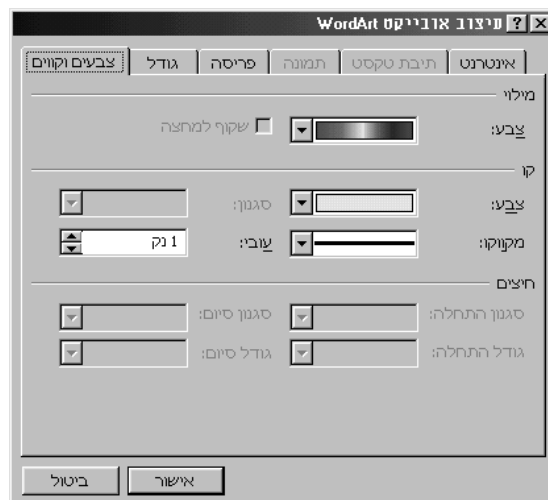 עיצוב אובייקט WordArt
צבעים וקווים גודל פריסה תמונה תיבת טקסט אינטרנט
מילוי
צבע: שקוף למחצה
קו
צבע: סגנון:
מקווקו: עובי: 1 נק
חיצים
סגנון התחלה: סגנון סיום:
גודל התחלה: גודל סיום:
אישור ביטול